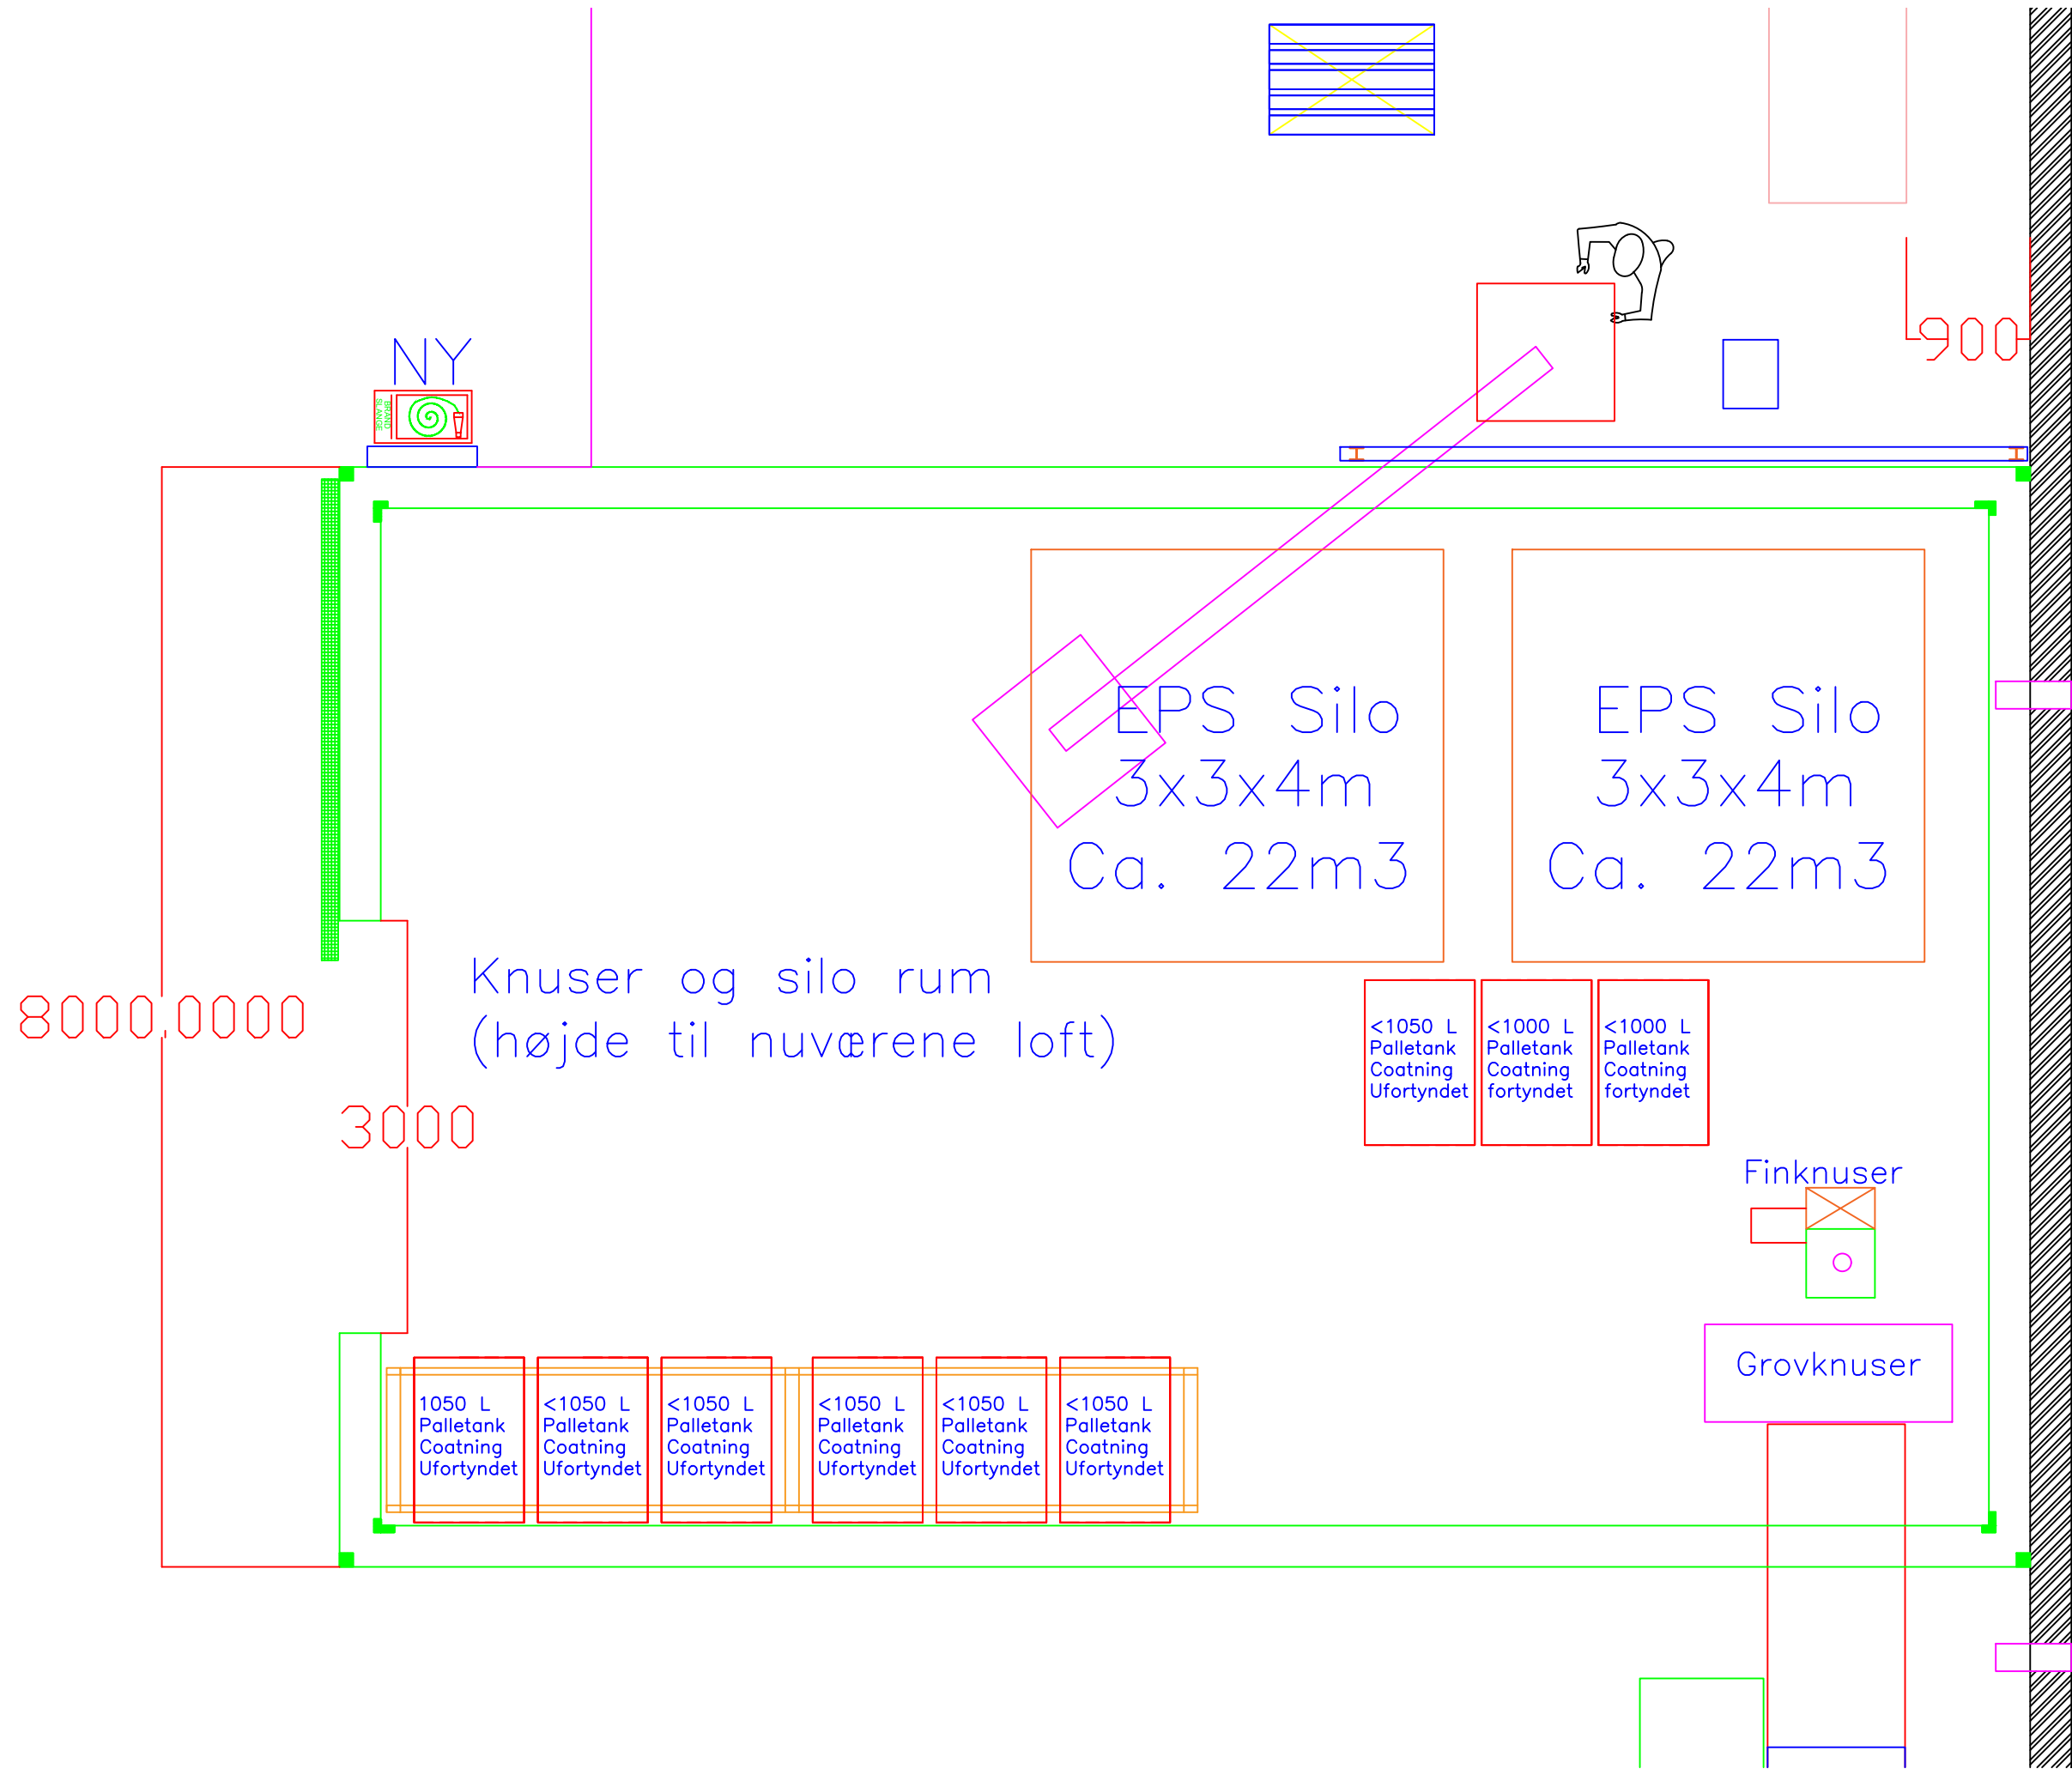 900
NY
BRAND
SLANGE
EPS Silo
3x3x4m
Ca. 22m3
EPS Silo
3x3x4m
Ca. 22m3
Knuser og silo rum
(højde til nuværene loft)
8000,0000
3000
<1050 L
Palletank
Coatning
Ufortyndet
<1000 L
Palletank
Coatning
fortyndet
<1000 L
Palletank
Coatning
fortyndet
Finknuser
Grovknuser
1050 L
Palletank
Coatning
Ufortyndet
<1050 L
Palletank
Coatning
Ufortyndet
<1050 L
Palletank
Coatning
Ufortyndet
<1050 L
Palletank
Coatning
Ufortyndet
<1050 L
Palletank
Coatning
Ufortyndet
<1050 L
Palletank
Coatning
Ufortyndet